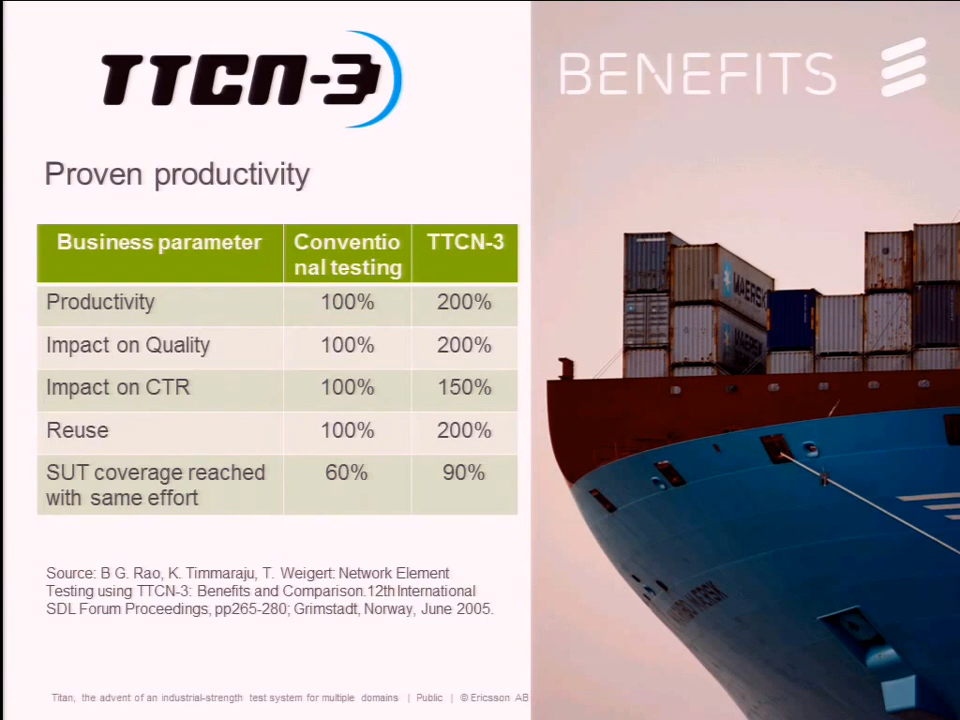 TTCN-3
BENEFITS
Proven productivity
Business parameter
Conventio
nal testing
TTCN-3
Productivity 100% 200%
Impact on Quality 100% 200%
Impact on CTR 100% 150%
Reuse 100% 200%
SUT coverage reached
with same effort
60% 90%
Source: B G. Rao, K. Timmaraju, T. Weigert: Network Element
Testing using TTCN-3: Benefits and Comparison.12th International
SDL Forum Proceedings, pp265-280; Grimstadt, Norway, June 2005.
Titan, the advent of an industrial-strength test system for multiple domains | Public | © Ericsson AB
MAERSK
MAERSK